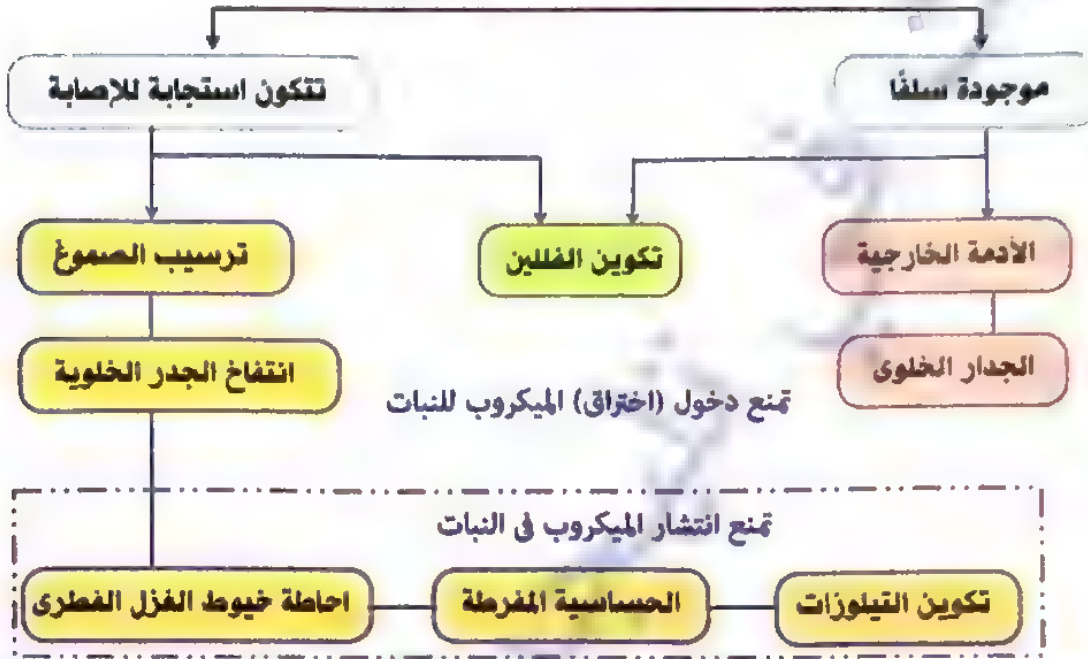 موجودة سلفًا
تتكون استجابة للإصابة
الأدمة الخارجية
تكوين الفللين
ترسيب الصموغ
الجدار الخلوى
انتفاخ الجدر الخلوية
تمنع دخول (اختراق) الميكروب للنبات
تمنع انتشار الميكروب فى النبات
تكوين التيلوزات
الحساسية المفرطة
احاطة خيوط الغزل الفطرى